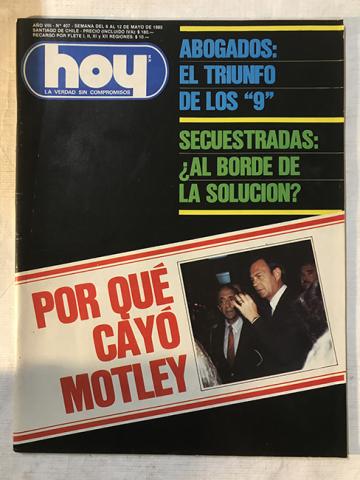 AÑO VIII - Nº 407 - SEMANA DEL 6 AL 12 DE MAYO DE 1985
SANTIAGO DE CHILE - PRECIO (INCLUIDO IVA): $ 180.—
RECARGO POR FLETE I, II, XI y XII REGIONES: $ 10.—
hoy
LA VERDAD SIN COMPROMISOS
ABOGADOS:
EL TRIUNFO
DE LOS “9”
SECUESTRADAS:
¿AL BORDE DE
LA SOLUCION?
POR QUÉ
CAYÓ
MOTLEY